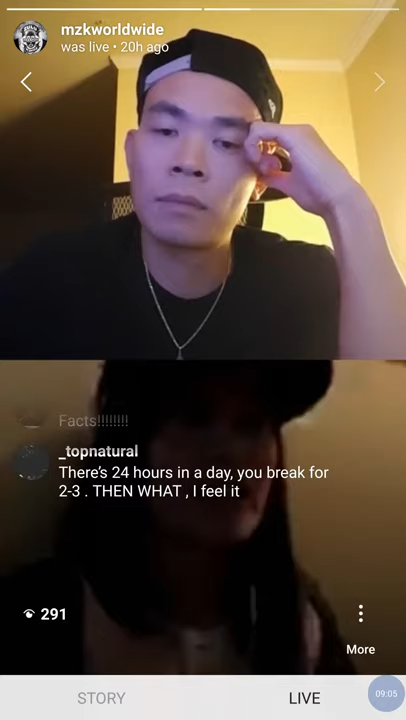 mzkworldwide
was live • 20h ago
Facts!!!!!!!!
_topnatural
There's 24 hours in a day, you break for
2-3 . THEN WHAT , I feel it
291
More
STORY
LIVE
09:05